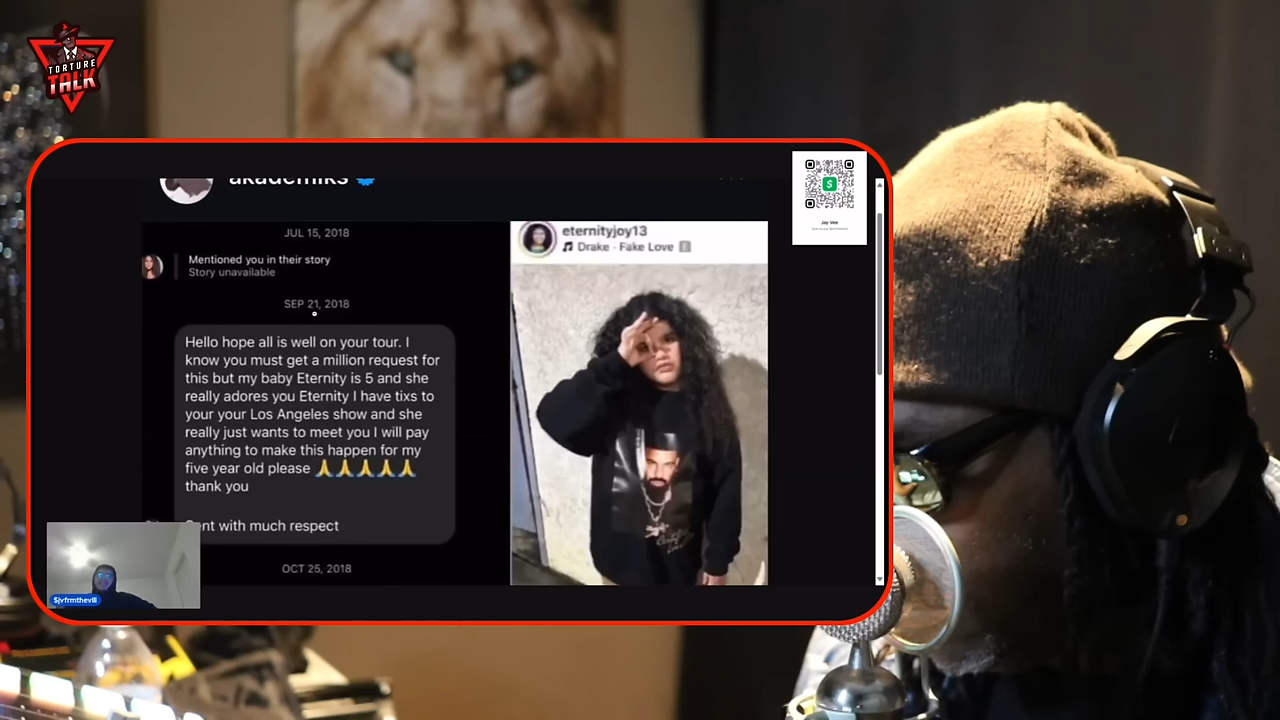 TORTURE
TALK
akademiks
JUL 15, 2018
Mentioned you in their story
Story unavailable
SEP 21, 2018
Hello hope all is well on your tour. I
know you must get a million request for
this but my baby Eternity is 5 and she
really adores you Eternity I have tixs to
your your Los Angeles show and she
really just wants to meet you I will pay
anything to make this happen for my
five year old please 🙏🙏🙏🙏🙏
thank you
Sent with much respect
OCT 25, 2018
eternityjoy13
Drake · Fake Love
Jay Vee
$jvfrmthevill